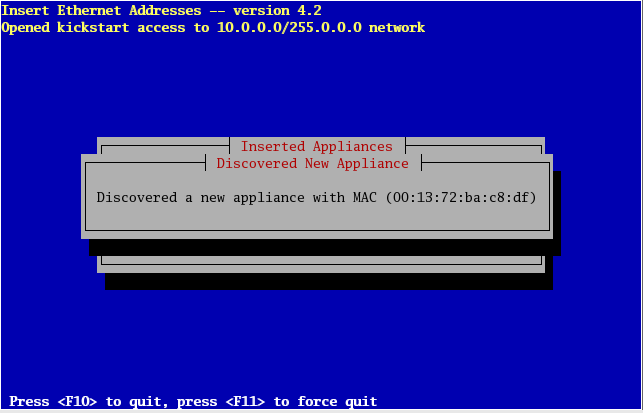 Insert Ethernet Addresses -- version 4.2
Opened kickstart access to 10.0.0.0/255.0.0.0 network
Inserted Appliances
Discovered New Appliance
Discovered a new appliance with MAC (00:13:72:ba:c8:df)
Press <F10> to quit, press <F11> to force quit